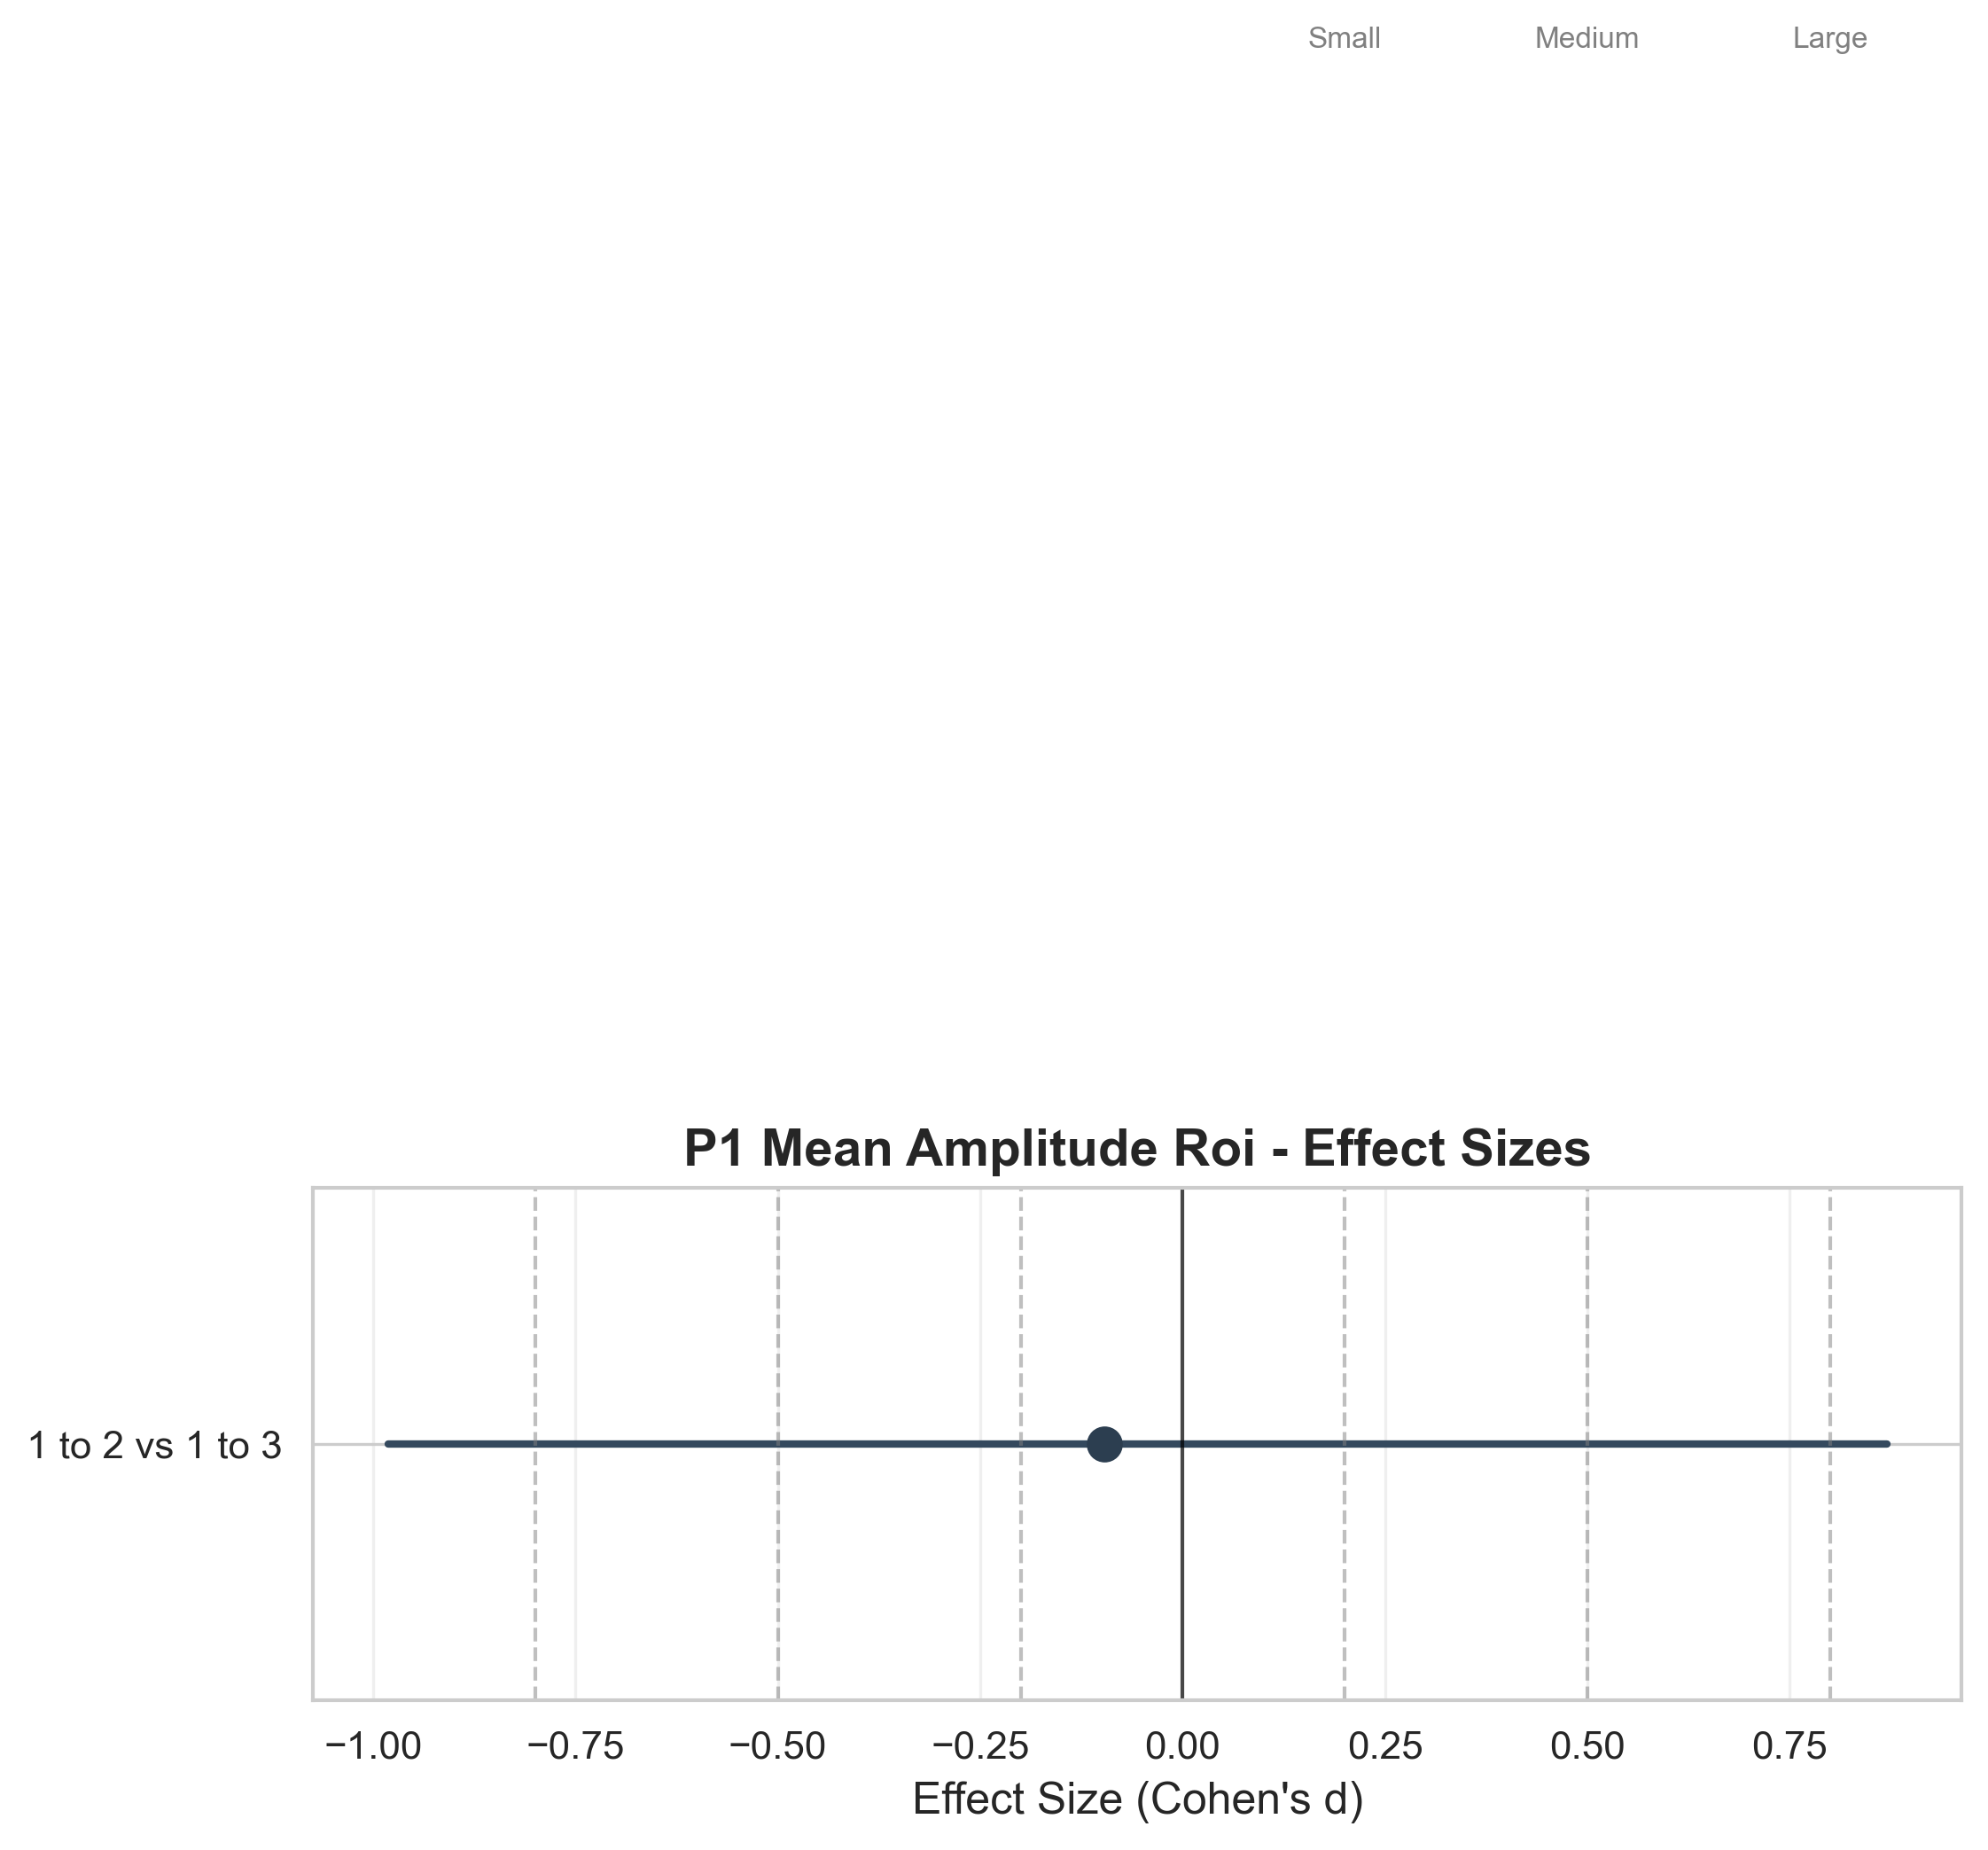 Small Medium Large
P1 Mean Amplitude Roi - Effect Sizes
1 to 2 vs 1 to 3
−1.00 −0.75 −0.50 −0.25 0.00 0.25 0.50 0.75
Effect Size (Cohen's d)